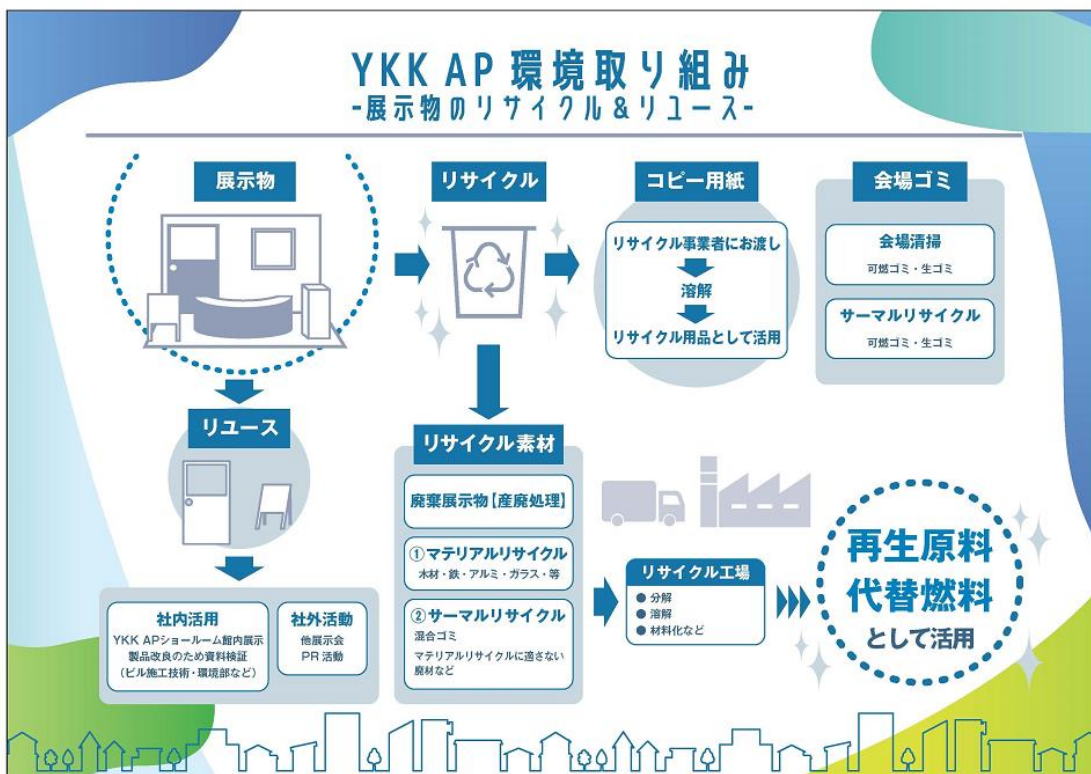 YKK AP 環境取り組み
-展示物のリサイクル&リユース-
展示物
リサイクル
コピー用紙
リサイクル事業者にお渡し
溶解
リサイクル用品として活用
会場ゴミ
会場清掃
可燃ゴミ・生ゴミ
サーマルリサイクル
可燃ゴミ・生ゴミ
リユース
社内活用
YKK APショールーム館内展示
製品改良のため資料検証
(ビル施工技術・環境部など)
社外活動
他展示会
PR 活動
リサイクル素材
廃棄展示物【産廃処理】
①マテリアルリサイクル
木材・鉄・アルミ・ガラス・等
②サーマルリサイクル
混合ゴミ
マテリアルリサイクルに適さない
廃材など
リサイクル工場
● 分解
● 溶解
● 材料化など
再生原料
代替燃料
として活用